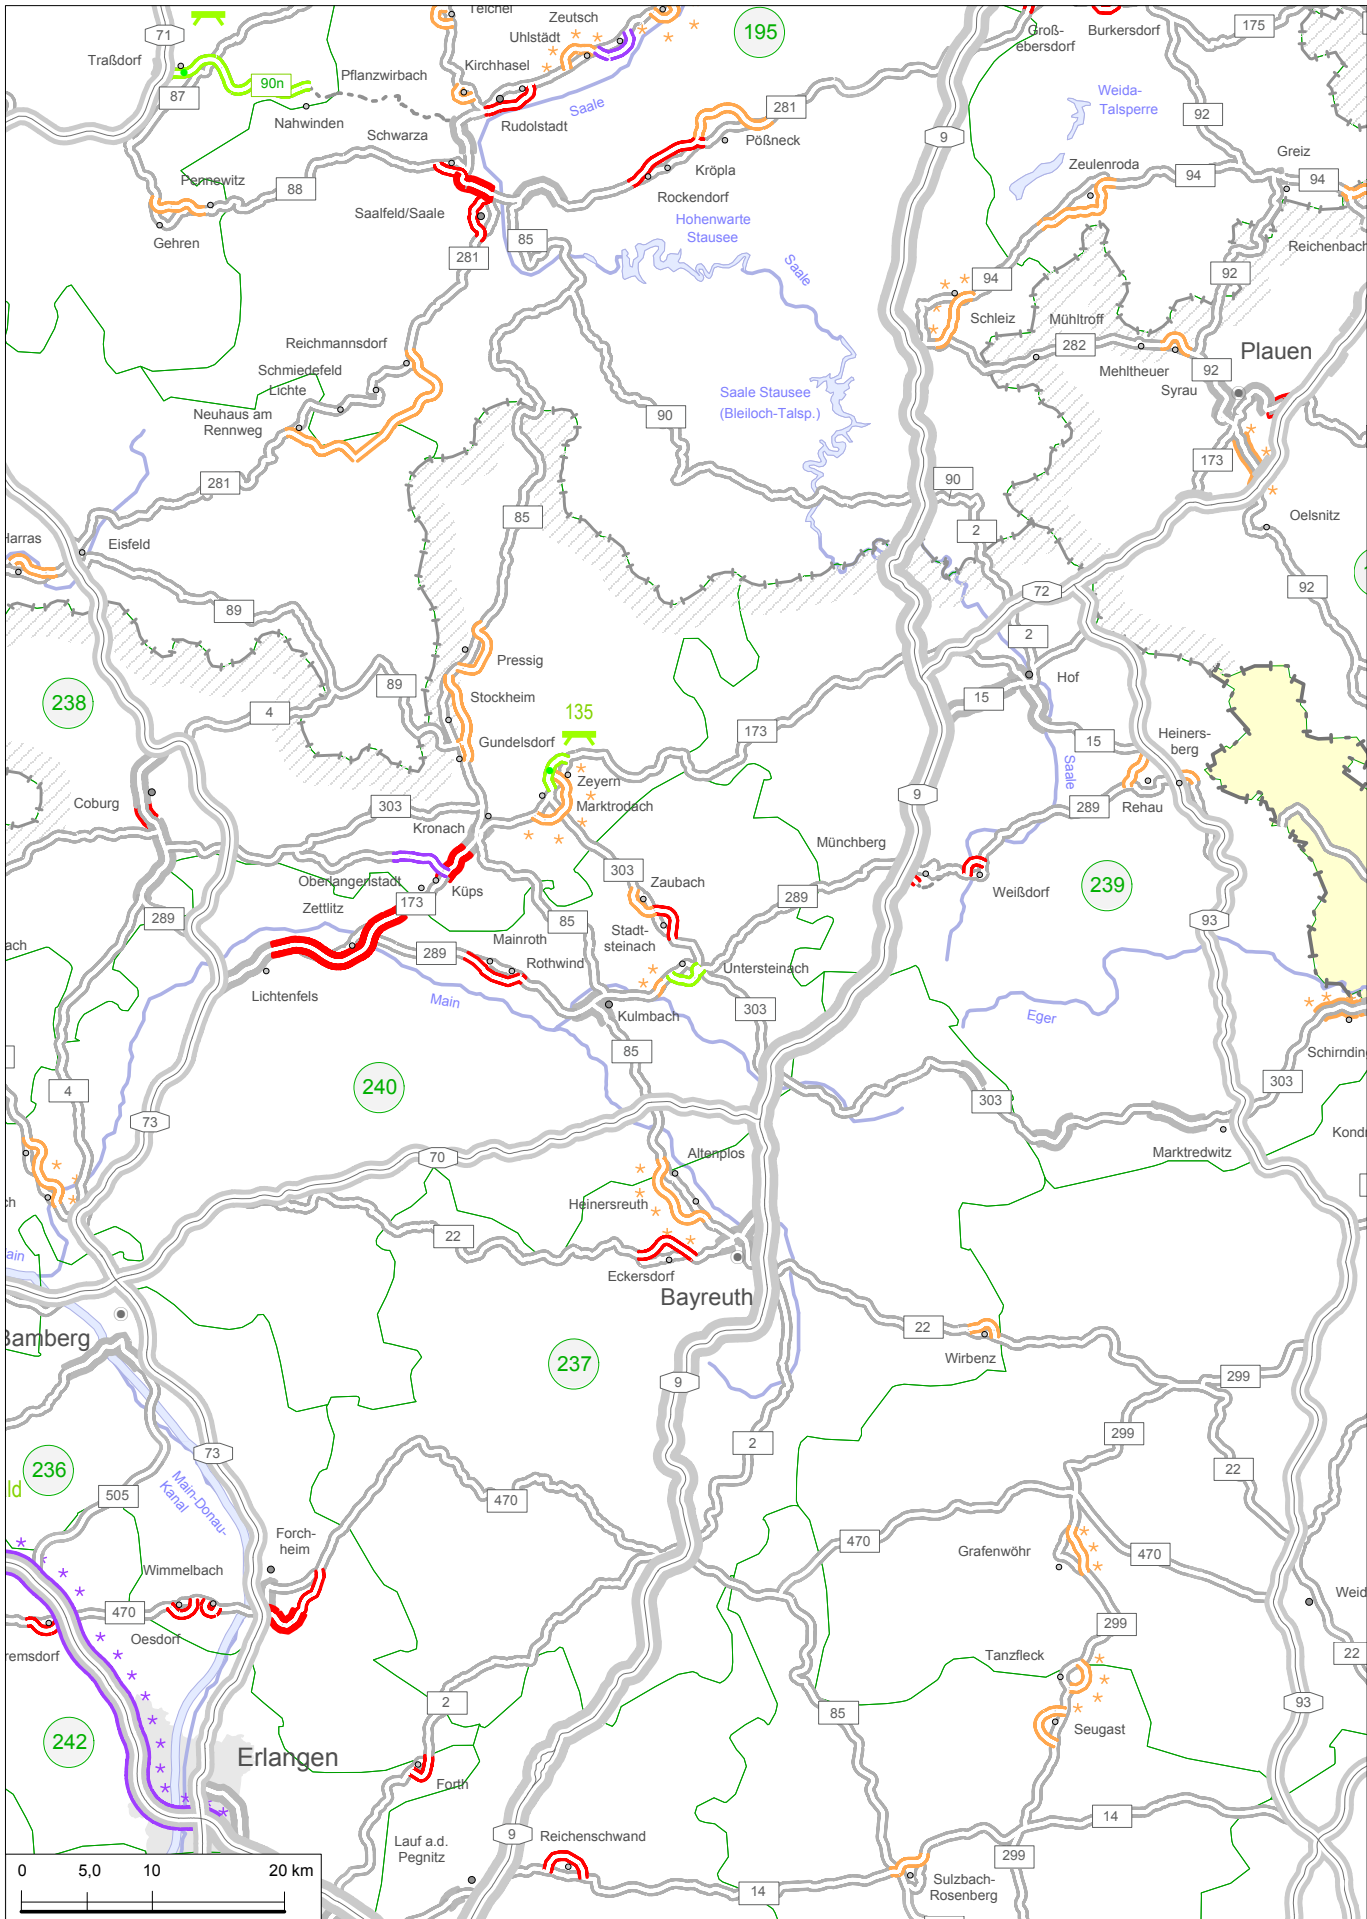 Teichel
Zeutsch
195
71
Uhlstädt
Groß-
ebersdorf
Burkersdorf
175
Traßdorf
Kirchhasel
90n
Pflanzwirbach
87
Saale
Weida-
Talsperre
281
92
Nahwinden
Rudolstadt
Schwarza
9
Pößneck
Greiz
Kröpla
Zeulenroda
94
94
Pennewitz
88
Rockendorf
Saalfeld/Saale
Hohenwarte
Stausee
Gehren
85
281
Reichenbach
Saale
92
94
Schleiz
Mühltroff
Reichmannsdorf
282
Plauen
Schmiedefeld
Mehltheuer
92
Lichte
Syrau
Saale Stausee
(Bleiloch-Talsp.)
Neuhaus am
Rennweg
90
173
281
90
85
Oelsnitz
Harras
Eisfeld
2
92
72
89
2
Pressig
Hof
89
238
Stockheim
15
4
135
173
Gundelsdorf
15
Heiners-
berg
Saale
Zeyern
Rehau
Coburg
303
Marktrodach
9
289
Kronach
Münchberg
303
Zaubach
Oberlangenstadt
Küps
Weißdorf
239
173
289
Zettlitz
289
85
Stadt-
steinach
93
Mainroth
289
Rothwind
Untersteinach
Lichtenfels
Main
Kulmbach
303
Eger
85
Schirndin
240
303
303
4
73
70
Altenplos
Marktredwitz
Kond
Heinersreuth
22
Eckersdorf
Bayreuth
Bamberg
22
Wirbenz
237
299
9
299
2
236
73
22
Main-Donau-
Kanal
505
470
Forch-
heim
470
Grafenwöhr
470
Wimmelbach
Weid
470
299
Oesdorf
22
remsdorf
Tanzfleck
2
93
85
Seugast
242
Erlangen
Forth
14
9
Lauf a.d.
Pegnitz
Reichenschwand
299
0 5,0 10 20 km
14
Sulzbach-
Rosenberg